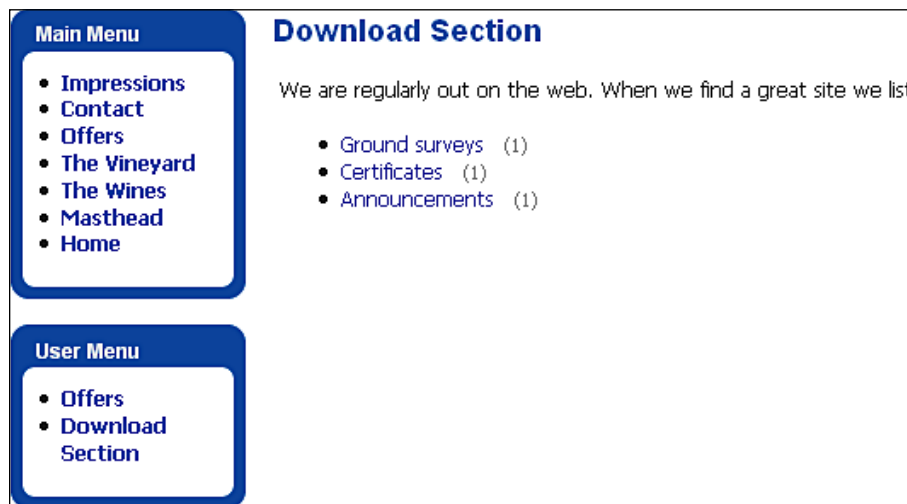 Main Menu
Impressions
Contact
Offers
The Vineyard
The Wines
Masthead
Home
User Menu
Offers
Download
Section
Download Section
We are regularly out on the web. When we find a great site we list
Ground surveys (1)
Certificates (1)
Announcements (1)